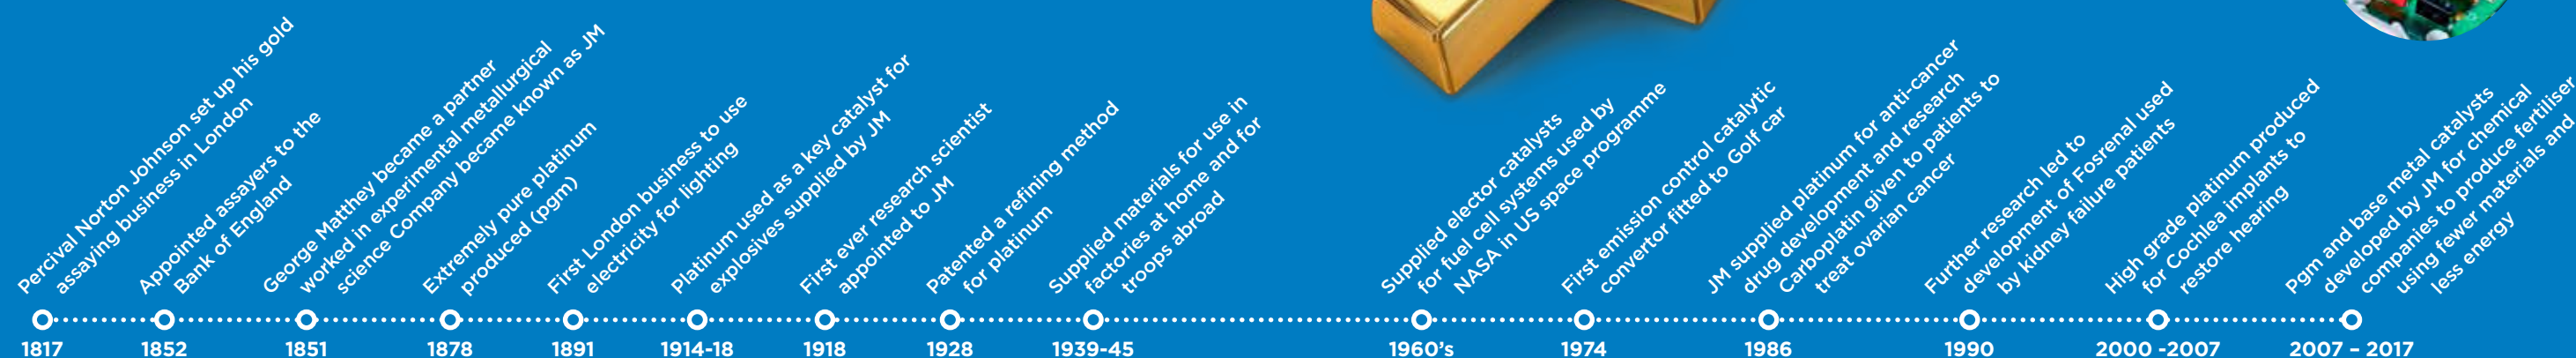 Percival Norton Johnson set up his gold
assaying business in London
1817
Appointed assayers to the
Bank of England
1852
George Matthey became a partner
worked in experimental metallurgical
science Company became known as JM
1851
Extremely pure platinum
produced (pgm)
1878
First London business to use
electricity for lighting
1891
Platinum used as a key catalyst for
explosives supplied by JM
1914-18
First ever research scientist
appointed to JM
1918
Patented a refining method
for platinum
1928
Supplied materials for use in
factories at home and for
troops abroad
1939-45
Supplied elector catalysts
for fuel cell systems used by
NASA in US space programme
1960's
First emission control catalytic
convertor fitted to Golf car
1974
JM supplied platinum for anti-cancer
drug development and research
Carboplatin given to patients to
treat ovarian cancer
1986
Further research led to
development of Fosrenal used
by kidney failure patients
1990
High grade platinum produced
for Cochlea implants to
restore hearing
2000 -2007
Pgm and base metal catalysts
developed by JM for chemical
companies to produce fertiliser
using fewer materials and
less energy
2007 – 2017